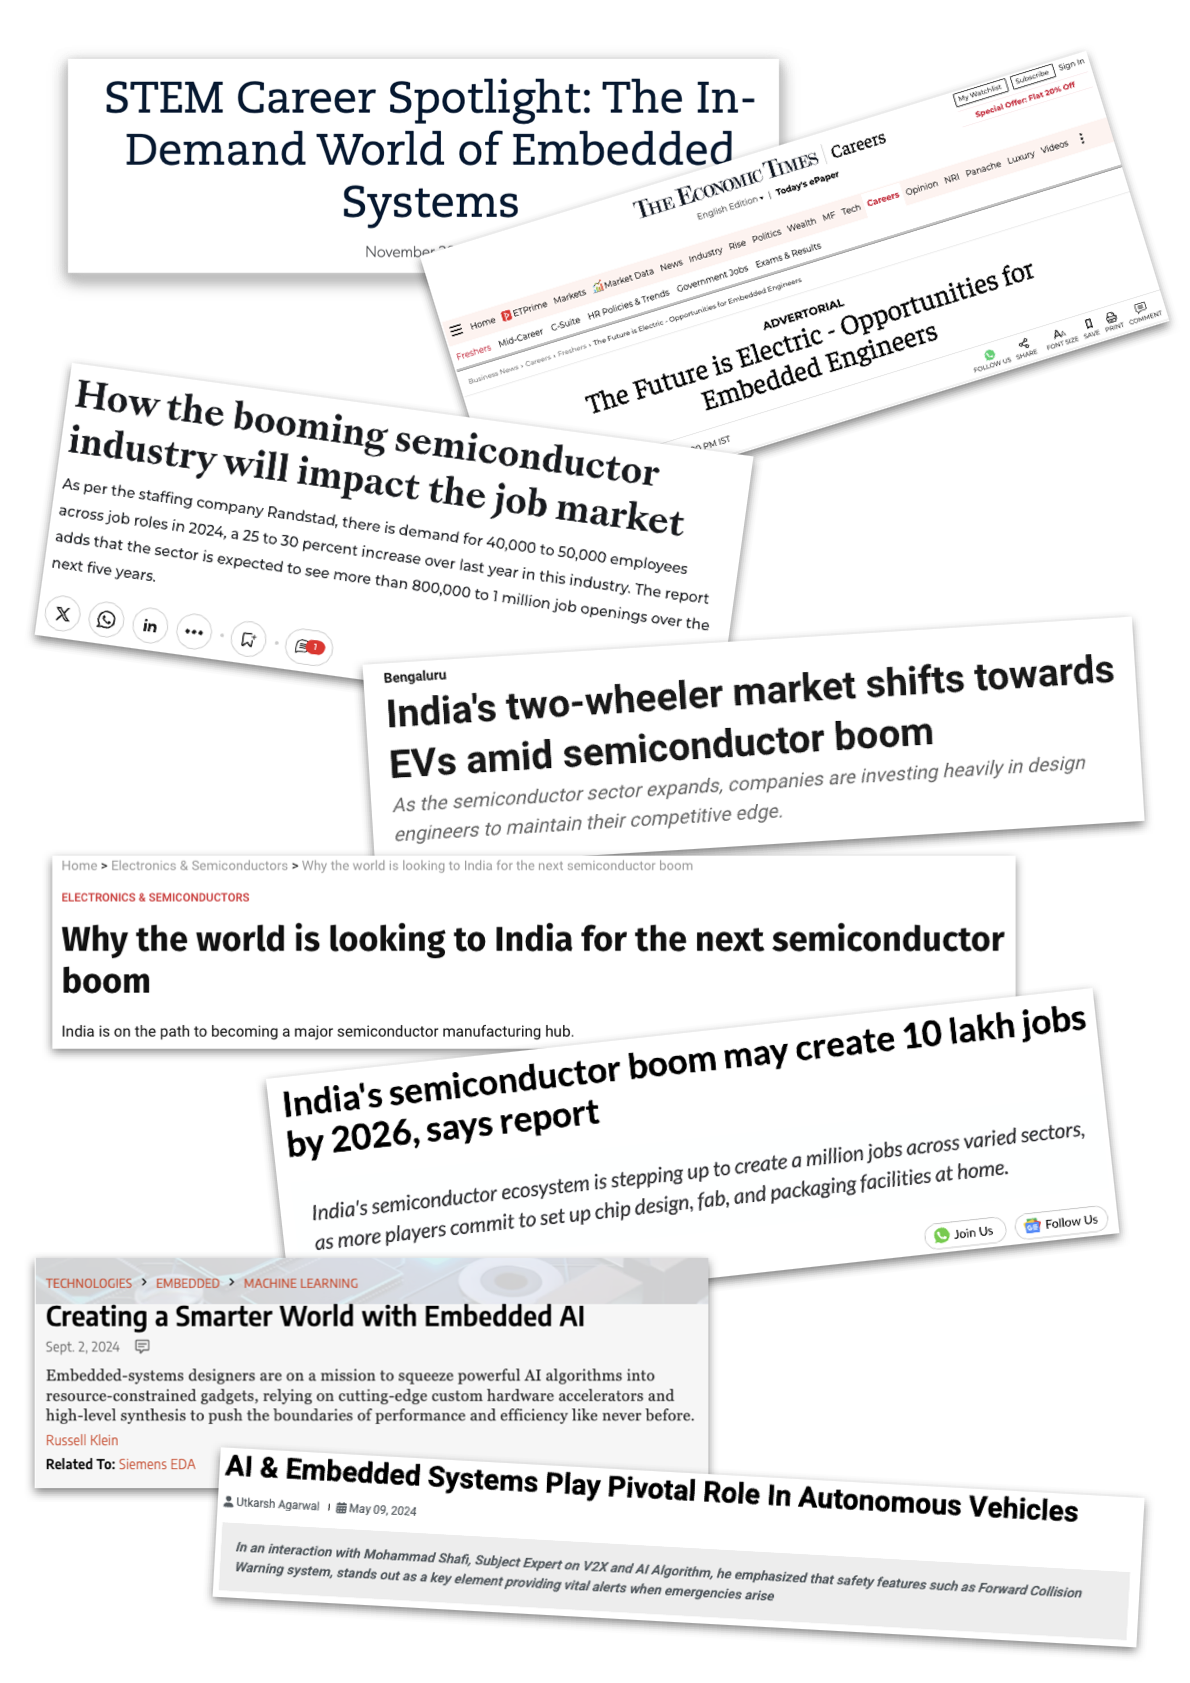 STEM Career Spotlight: The In-
Demand World of Embedded
Systems
November
My Watchlist
Subscribe
Sign In
Special Offer: Flat 20% Off
THE ECONOMIC TIMES | Careers
English Edition | Today's ePaper
Home ETPrime Markets Market Data News Industry Rise Politics Wealth MF Tech Careers Opinion NRI Panache Luxury Videos
Freshers Mid-Career C-Suite HR Policies & Trends Government Jobs Exams & Results
Business News › Careers › Freshers › The Future is Electric - Opportunities for Embedded Engineers
ADVERTORIAL
The Future is Electric - Opportunities for
Embedded Engineers
FOLLOW US SHARE FONT SIZE SAVE PRINT COMMENT
PM IST
How the booming semiconductor
industry will impact the job market
As per the staffing company Randstad, there is demand for 40,000 to 50,000 employees
across job roles in 2024, a 25 to 30 percent increase over last year in this industry. The report
adds that the sector is expected to see more than 800,000 to 1 million job openings over the
next five years.
1
Bengaluru
India's two-wheeler market shifts towards
EVs amid semiconductor boom
As the semiconductor sector expands, companies are investing heavily in design
engineers to maintain their competitive edge.
Home > Electronics & Semiconductors > Why the world is looking to India for the next semiconductor boom
ELECTRONICS & SEMICONDUCTORS
Why the world is looking to India for the next semiconductor
boom
India is on the path to becoming a major semiconductor manufacturing hub.
India's semiconductor boom may create 10 lakh jobs
by 2026, says report
India's semiconductor ecosystem is stepping up to create a million jobs across varied sectors,
as more players commit to set up chip design, fab, and packaging facilities at home.
Join Us
Follow Us
TECHNOLOGIES > EMBEDDED > MACHINE LEARNING
Creating a Smarter World with Embedded AI
Sept. 2, 2024
Embedded-systems designers are on a mission to squeeze powerful AI algorithms into
resource-constrained gadgets, relying on cutting-edge custom hardware accelerators and
high-level synthesis to push the boundaries of performance and efficiency like never before.
Russell Klein
Related To: Siemens EDA
AI & Embedded Systems Play Pivotal Role In Autonomous Vehicles
Utkarsh Agarwal | May 09, 2024
In an interaction with Mohammad Shafi, Subject Expert on V2X and AI Algorithm, he emphasized that safety features such as Forward Collision
Warning system, stands out as a key element providing vital alerts when emergencies arise